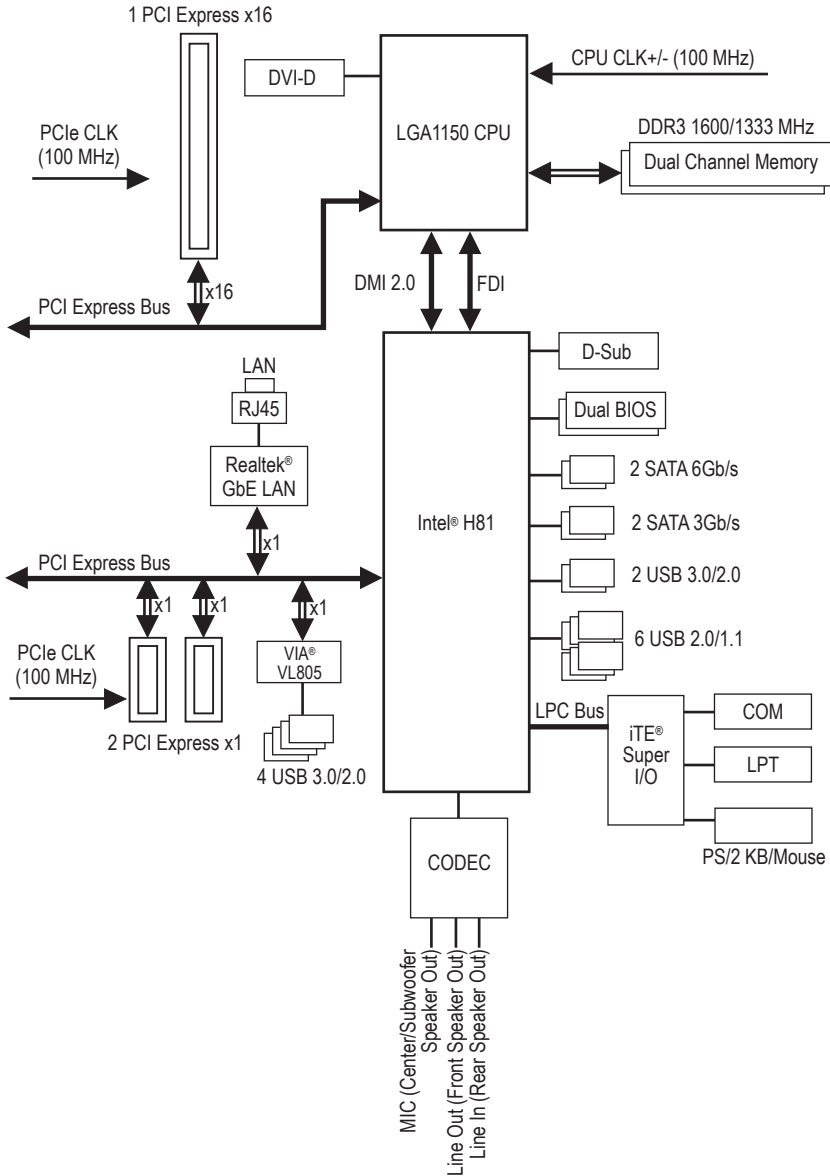 1 PCI Express x16
DVI-D
LGA1150 CPU
CPU CLK+/- (100 MHz)
PCIe CLK
(100 MHz)
DDR3 1600/1333 MHz
Dual Channel Memory
x16
PCI Express Bus
DMI 2.0
FDI
Intel® H81
D-Sub
Dual BIOS
2 SATA 6Gb/s
2 SATA 3Gb/s
2 USB 3.0/2.0
6 USB 2.0/1.1
LAN
RJ45
Realtek®
GbE LAN
x1
PCI Express Bus
x1
x1
x1
PCIe CLK
(100 MHz)
2 PCI Express x1
VIA®
VL805
4 USB 3.0/2.0
LPC Bus
iTE®
Super
I/O
COM
LPT
PS/2 KB/Mouse
CODEC
MIC (Center/Subwoofer
Speaker Out)
Line Out (Front Speaker Out)
Line In (Rear Speaker Out)